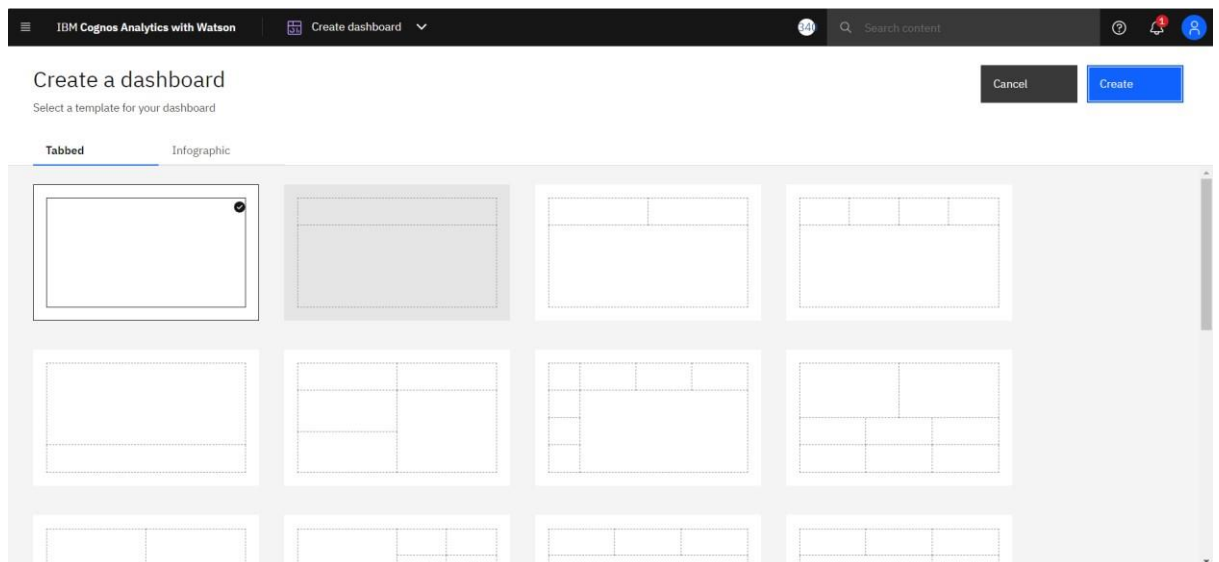 IBM Cognos Analytics with Watson
Create dashboard
Search content
1
Create a dashboard
Cancel
Create
Select a template for your dashboard
Tabbed
Infographic